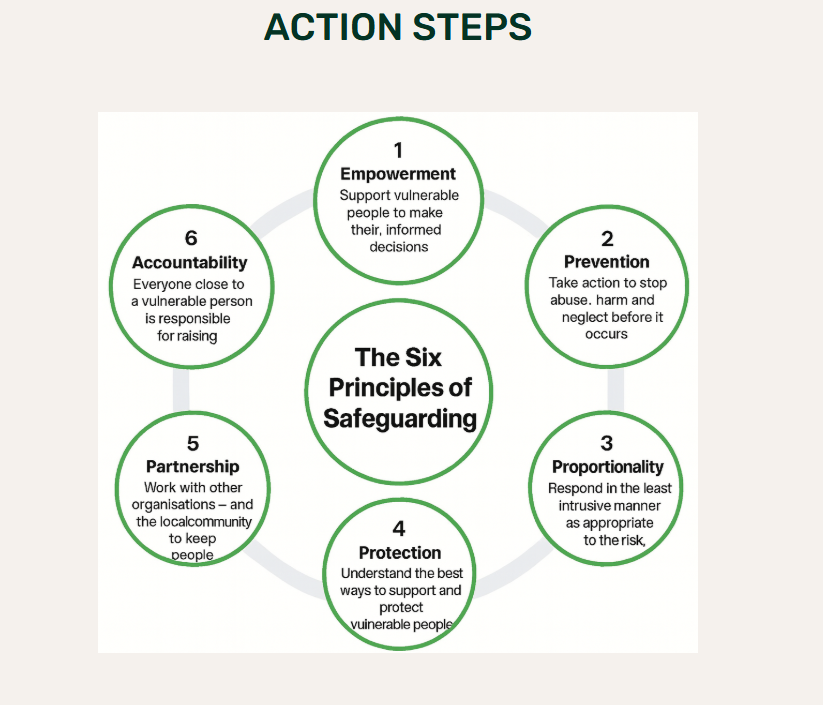 ACTION STEPS
1
Empowerment
Support vulnerable
people to make
their, informed
decisions
2
Prevention
Take action to stop
abuse. harm and
neglect before it
occurs
3
Proportionality
Respond in the least
intrusive manner
as appropriate
to the risk,
4
Protection
Understand the best
ways to support and
protect
vuinerable people
5
Partnership
Work with other
organisations – and
the localcommunity
to keep
people
6
Accountability
Everyone close to
a vulnerable person
is responsible
for raising
The Six
Principles of
Safeguarding